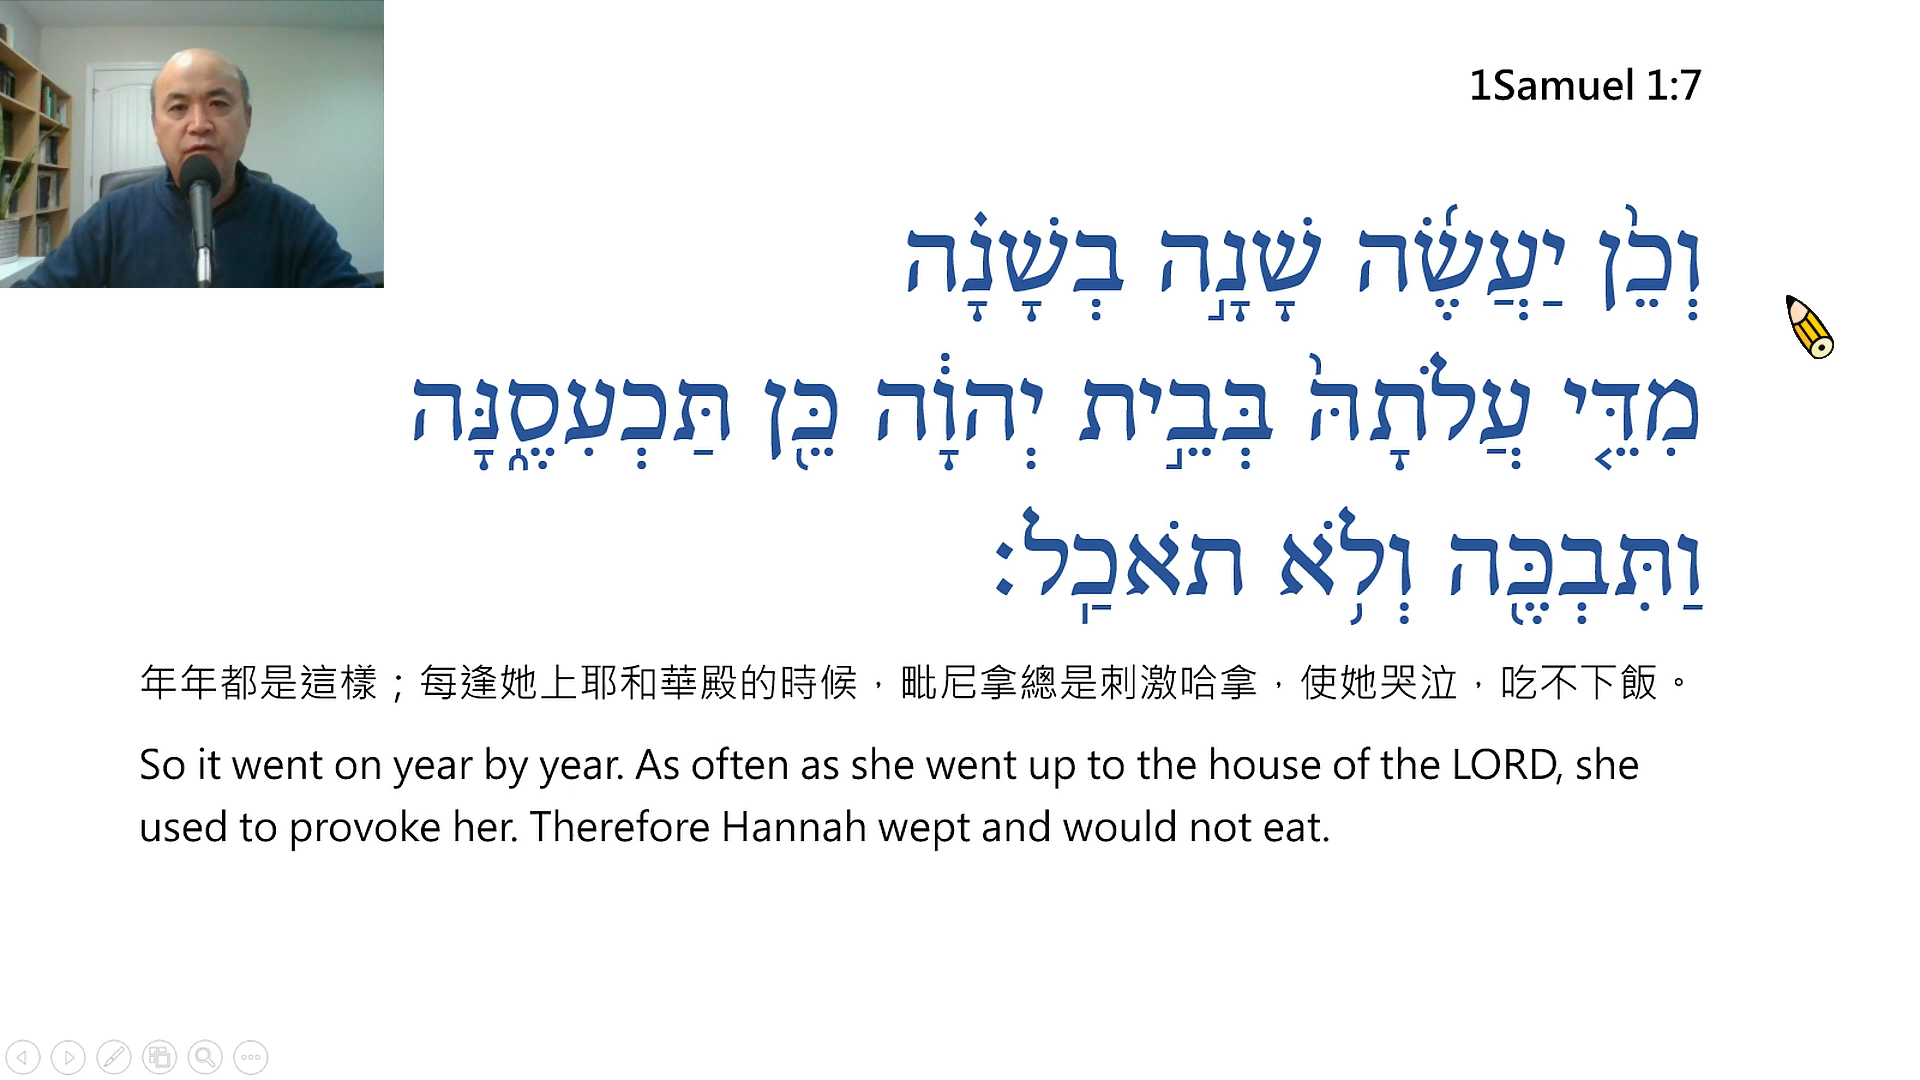 1Samuel 1:7
וְכֵ֨ן יַעֲשֶׂ֜ה שָׁנָ֣ה בְשָׁנָ֗ה
מִדֵּ֤י עֲלֹתָהּ֙ בְּבֵ֣ית יְהוָ֔ה כֵּ֖ן תַּכְעִסֶ֑נָּה
וַתִּבְכֶּ֖ה וְלֹ֥א תֹאכַֽל׃
年年都是這樣；每逢她上耶和華殿的時候，毗尼拿總是刺激哈拿，使她哭泣，吃不下飯。
So it went on year by year. As often as she went up to the house of the LORD, she
used to provoke her. Therefore Hannah wept and would not eat.